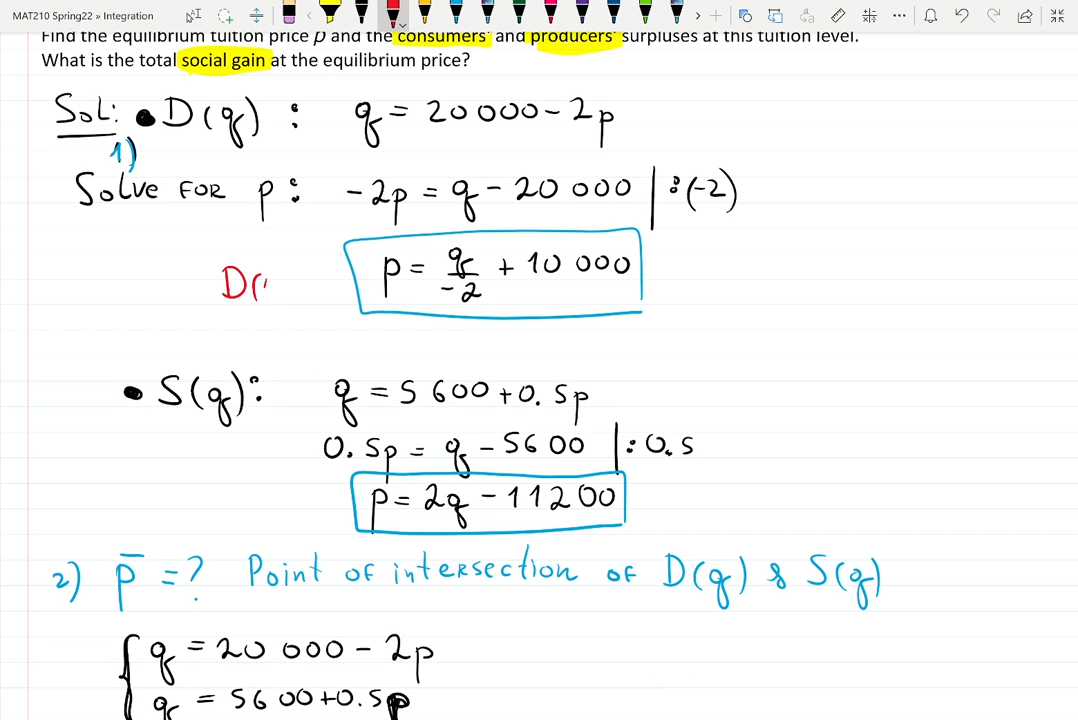 MAT210 Spring22 » Integration
Find the equilibrium tuition price p and the consumers' and producers' surpluses at this tuition level.
What is the total social gain at the equilibrium price?
Sol: • D(q) : q = 20 000 - 2p
1)
Solve FOR p : -2p = q - 20 000 | : (-2)
D( p = q/-2 + 10 000
• S(q): q = 5 600 + 0.5p
0.5p = q - 5600 | : 0.5
p = 2q - 11200
2) p̄ = ? Point of intersection of D(q) & S(q)
{ q = 20 000 - 2p
q = 5600 + 0.5p